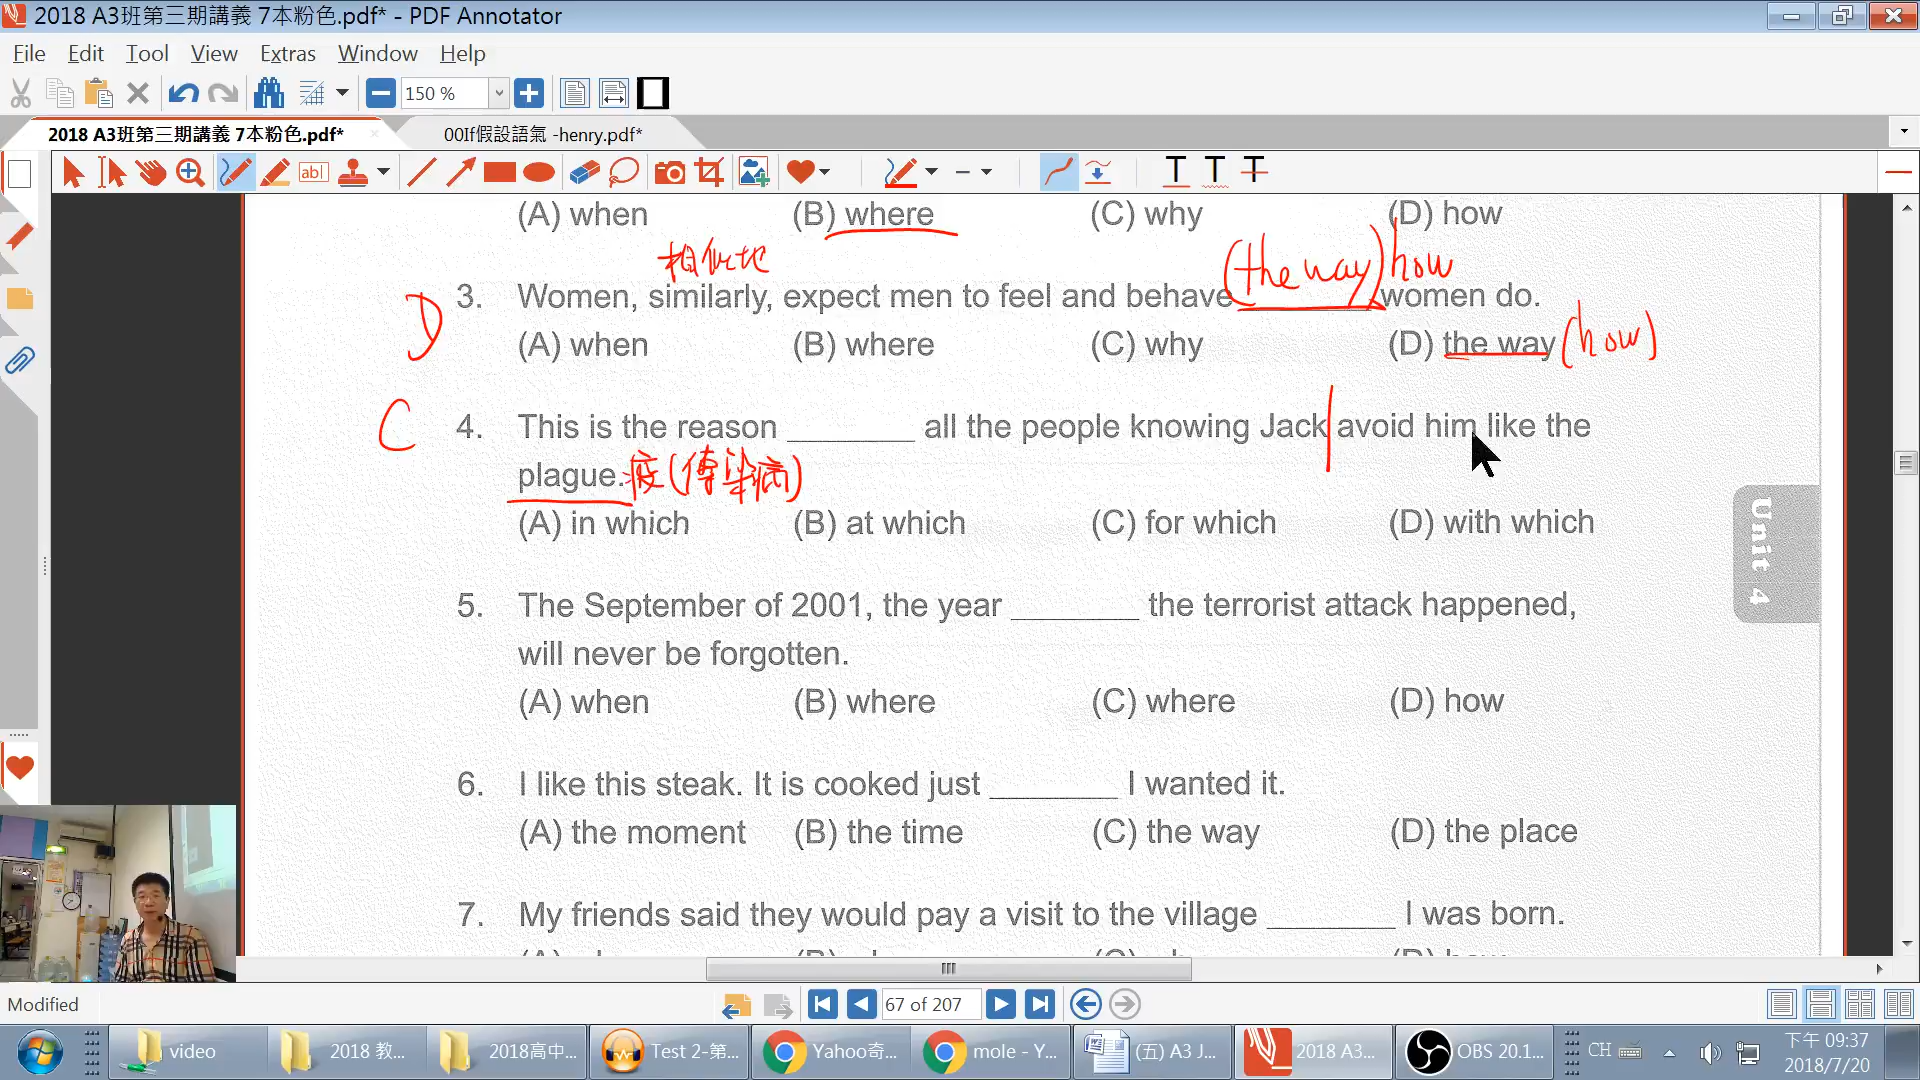 2018 A3班第三期講義 7本粉色.pdf* - PDF Annotator
File Edit Tool View Extras Window Help
150 %
2018 A3班第三期講義 7本粉色.pdf* 00If假設語氣 -henry.pdf*
(A) when (B) where (C) why (D) how
相似地 (the way) how
D 3. Women, similarly, expect men to feel and behave ________ women do.
(A) when (B) where (C) why (D) the way (how)
C 4. This is the reason ________ all the people knowing Jack avoid him like the
plague. 疫(傳染病)
(A) in which (B) at which (C) for which (D) with which
5. The September of 2001, the year ________ the terrorist attack happened,
will never be forgotten.
(A) when (B) where (C) where (D) how
6. I like this steak. It is cooked just ________ I wanted it.
(A) the moment (B) the time (C) the way (D) the place
7. My friends said they would pay a visit to the village ________ I was born.
Unit 4
Modified
67 of 207
video 2018 教... 2018高中... Test 2-第... Yahoo奇... mole - Y... (五) A3 J... 2018 A3... OBS 20.1... CH
下午 09:37
2018/7/20